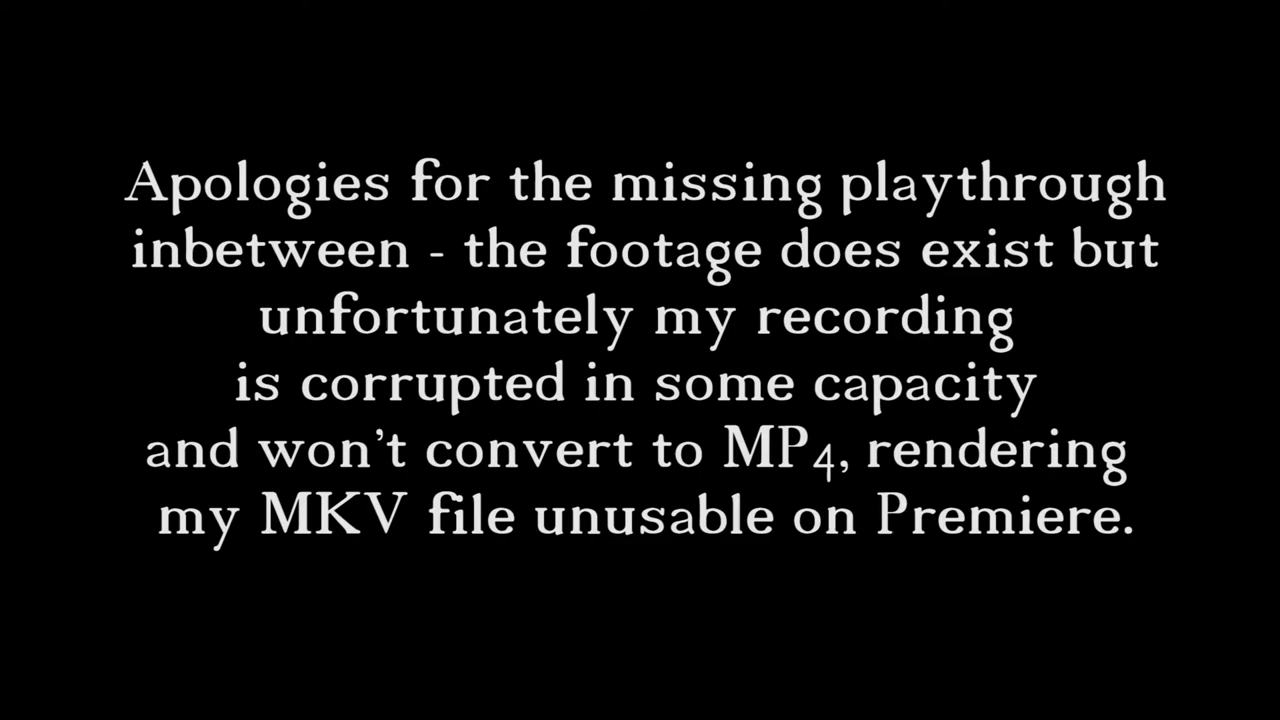 Apologies for the missing playthrough
inbetween - the footage does exist but
unfortunately my recording
is corrupted in some capacity
and won't convert to MP4, rendering
my MKV file unusable on Premiere.